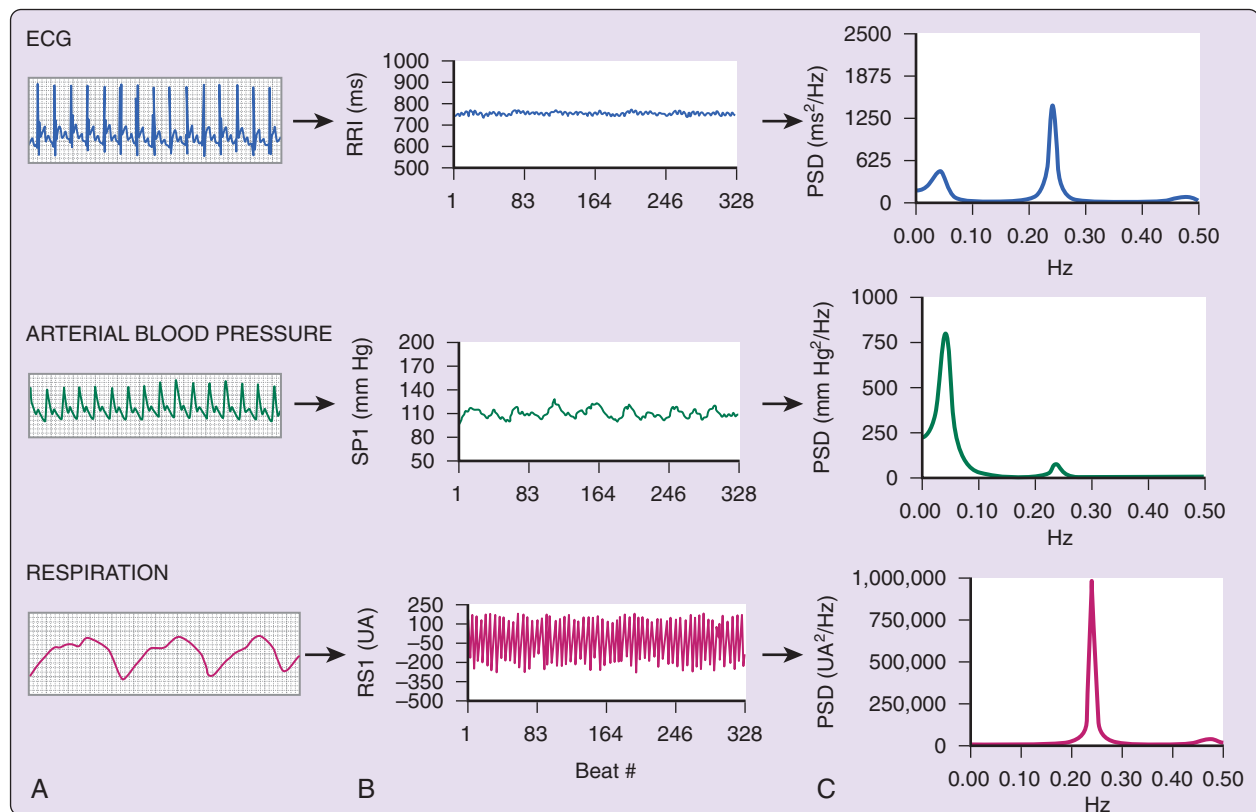 ECG
RRI (ms)
1000
900
800
700
600
500
1 83 164 246 328
PSD (ms²/Hz)
2500
1875
1250
625
0
0.00 0.10 0.20 0.30 0.40 0.50
Hz
ARTERIAL BLOOD PRESSURE
SP1 (mm Hg)
200
170
140
110
80
50
1 83 164 246 328
PSD (mm Hg²/Hz)
1000
750
500
250
0
0.00 0.10 0.20 0.30 0.40 0.50
Hz
RESPIRATION
RS1 (UA)
250
100
–50
–200
–350
–500
1 83 164 246 328
Beat #
PSD (UA²/Hz)
1,000,000
750,000
500,000
250,000
0
0.00 0.10 0.20 0.30 0.40 0.50
Hz
A B C